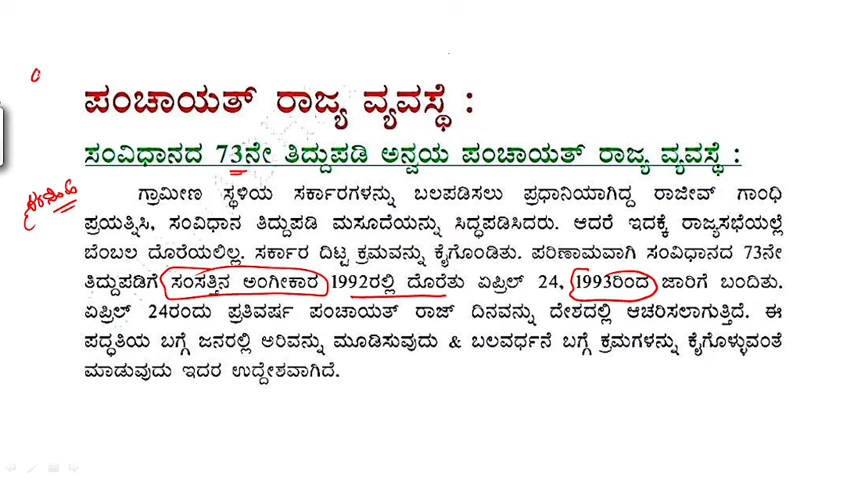 ಪಂಚಾಯತ್ ರಾಜ್ಯ ವ್ಯವಸ್ಥೆ :
ಸಂವಿಧಾನದ 73ನೇ ತಿದ್ದುಪಡಿ ಅನ್ವಯ ಪಂಚಾಯತ್ ರಾಜ್ಯ ವ್ಯವಸ್ಥೆ :
ಗ್ರಾಮೀಣ ಸ್ಥಳಿಯ ಸರ್ಕಾರಗಳನ್ನು ಬಲಪಡಿಸಲು ಪ್ರಧಾನಿಯಾಗಿದ್ದ ರಾಜೀವ್ ಗಾಂಧಿ
ಪ್ರಯತ್ನಿಸಿ, ಸಂವಿಧಾನ ತಿದ್ದುಪಡಿ ಮಸೂದೆಯನ್ನು ಸಿದ್ಧಪಡಿಸಿದರು. ಆದರೆ ಇದಕ್ಕೆ ರಾಜ್ಯಸಭೆಯಲ್ಲೆ
ಬೆಂಬಲ ದೊರೆಯಲಿಲ್ಲ. ಸರ್ಕಾರ ದಿಟ್ಟ ಕ್ರಮವನ್ನು ಕೈಗೊಂಡಿತು. ಪರಿಣಾಮವಾಗಿ ಸಂವಿಧಾನದ 73ನೇ
ತಿದ್ದುಪಡಿಗೆ ಸಂಸತ್ತಿನ ಅಂಗೀಕಾರ 1992ರಲ್ಲಿ ದೊರೆತು ಏಪ್ರಿಲ್ 24, 1993ರಿಂದ ಜಾರಿಗೆ ಬಂದಿತು.
ಏಪ್ರಿಲ್ 24ರಂದು ಪ್ರತಿವರ್ಷ ಪಂಚಾಯತ್ ರಾಜ್ ದಿನವನ್ನು ದೇಶದಲ್ಲಿ ಆಚರಿಸಲಾಗುತ್ತಿದೆ. ಈ
ಪದ್ಧತಿಯ ಬಗ್ಗೆ ಜನರಲ್ಲಿ ಅರಿವನ್ನು ಮೂಡಿಸುವುದು & ಬಲವರ್ಧನೆ ಬಗ್ಗೆ ಕ್ರಮಗಳನ್ನು ಕೈಗೊಳ್ಳುವಂತೆ
ಮಾಡುವುದು ಇದರ ಉದ್ದೇಶವಾಗಿದೆ.